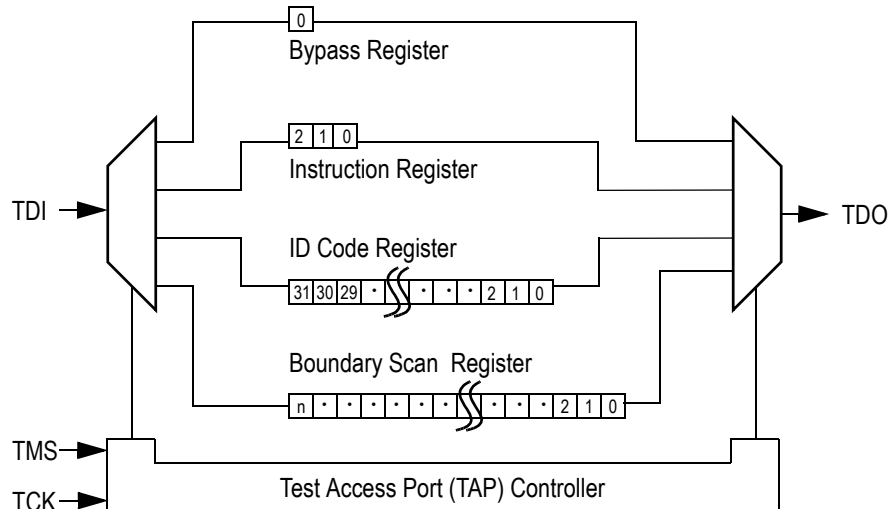 0
Bypass Register
2 1 0
Instruction Register
TDI
TDO
ID Code Register
31 30 29 · · · · 2 1 0
Boundary Scan Register
n · · · · · · · · · 2 1 0
TMS
TCK
Test Access Port (TAP) Controller